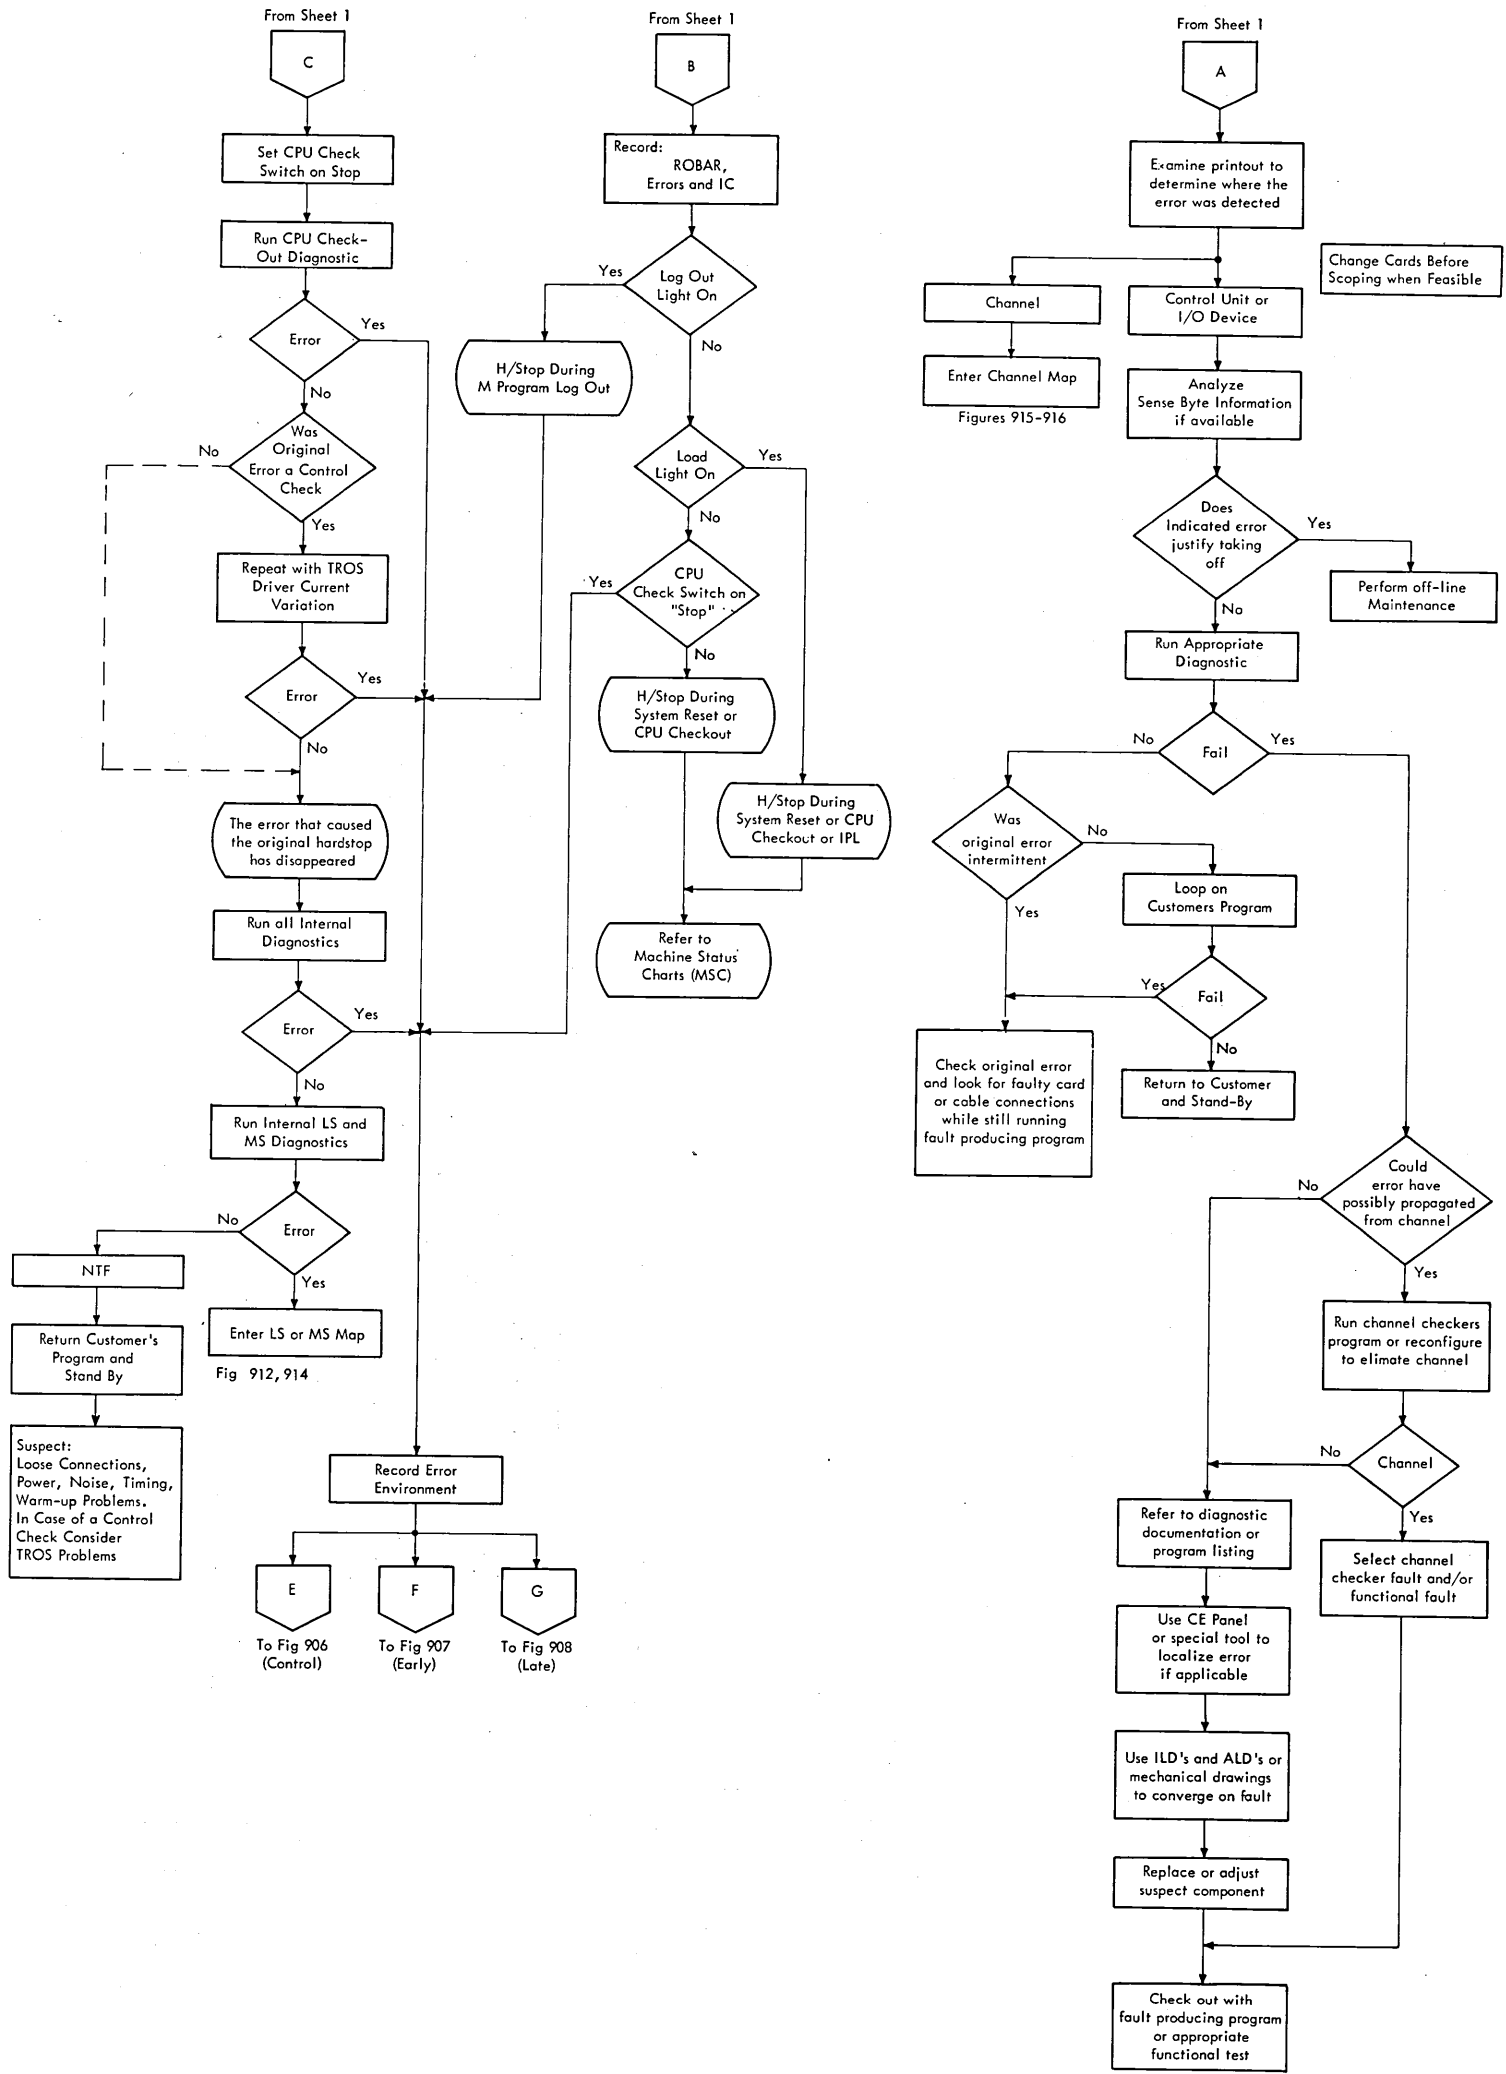 From Sheet 1
C
Set CPU Check
Switch on Stop
Run CPU Check-
Out Diagnostic
Error
Yes
No
Was
Original
Error a Control
Check
No
Yes
Repeat with TROS
Driver Current
Variation
Error
Yes
No
The error that caused
the original hardstop
has disappeared
Run all Internal
Diagnostics
Error
Yes
No
Run Internal LS and
MS Diagnostics
Error
No
Yes
NTF
Return Customer's
Program and
Stand By
Suspect:
Loose Connections,
Power, Noise, Timing,
Warm-up Problems.
In Case of a Control
Check Consider
TROS Problems
Enter LS or MS Map
Fig 912, 914
Record Error
Environment
E
To Fig 906
(Control)
F
To Fig 907
(Early)
G
To Fig 908
(Late)
From Sheet 1
B
Record:
ROBAR,
Errors and IC
Log Out
Light On
Yes
No
H/Stop During
M Program Log Out
Load
Light On
Yes
No
CPU
Check Switch on
"Stop"
Yes
No
H/Stop During
System Reset or
CPU Checkout
H/Stop During
System Reset or CPU
Checkout or IPL
Refer to
Machine Status
Charts (MSC)
From Sheet 1
A
Examine printout to
determine where the
error was detected
Change Cards Before
Scoping when Feasible
Channel
Enter Channel Map
Figures 915-916
Control Unit or
I/O Device
Analyze
Sense Byte Information
if available
Does
Indicated error
justify taking
off
Yes
No
Perform off-line
Maintenance
Run Appropriate
Diagnostic
Fail
No
Yes
Was
original error
intermittent
No
Yes
Loop on
Customers Program
Fail
Yes
No
Check original error
and look for faulty card
or cable connections
while still running
fault producing program
Return to Customer
and Stand-By
Could
error have
possibly propagated
from channel
No
Yes
Run channel checkers
program or reconfigure
to elimate channel
Channel
No
Yes
Refer to diagnostic
documentation or
program listing
Select channel
checker fault and/or
functional fault
Use CE Panel
or special tool to
localize error
if applicable
Use ILD's and ALD's or
mechanical drawings
to converge on fault
Replace or adjust
suspect component
Check out with
fault producing program
or appropriate
functional test